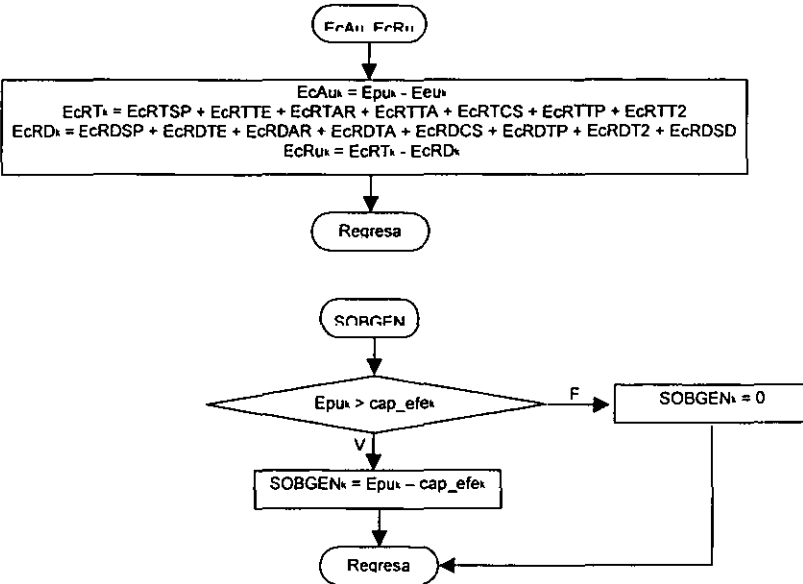 EcAu, EcRu
EcAuk = Epuk - Eeuk
EcRTk = EcRTSP + EcRTTE + EcRTAR + EcRTTA + EcRTCS + EcRTTP + EcRTT2
EcRDk = EcRDSP + EcRDTE + EcRDAR + EcRDTA + EcRDCS + EcRDTP + EcRDT2 + EcRDSD
EcRuk = EcRTk - EcRDk
Regresa
SOBGEN
Epuk > cap_efek
F
SOBGENk = 0
V
SOBGENk = Epuk – cap_efek
Regresa